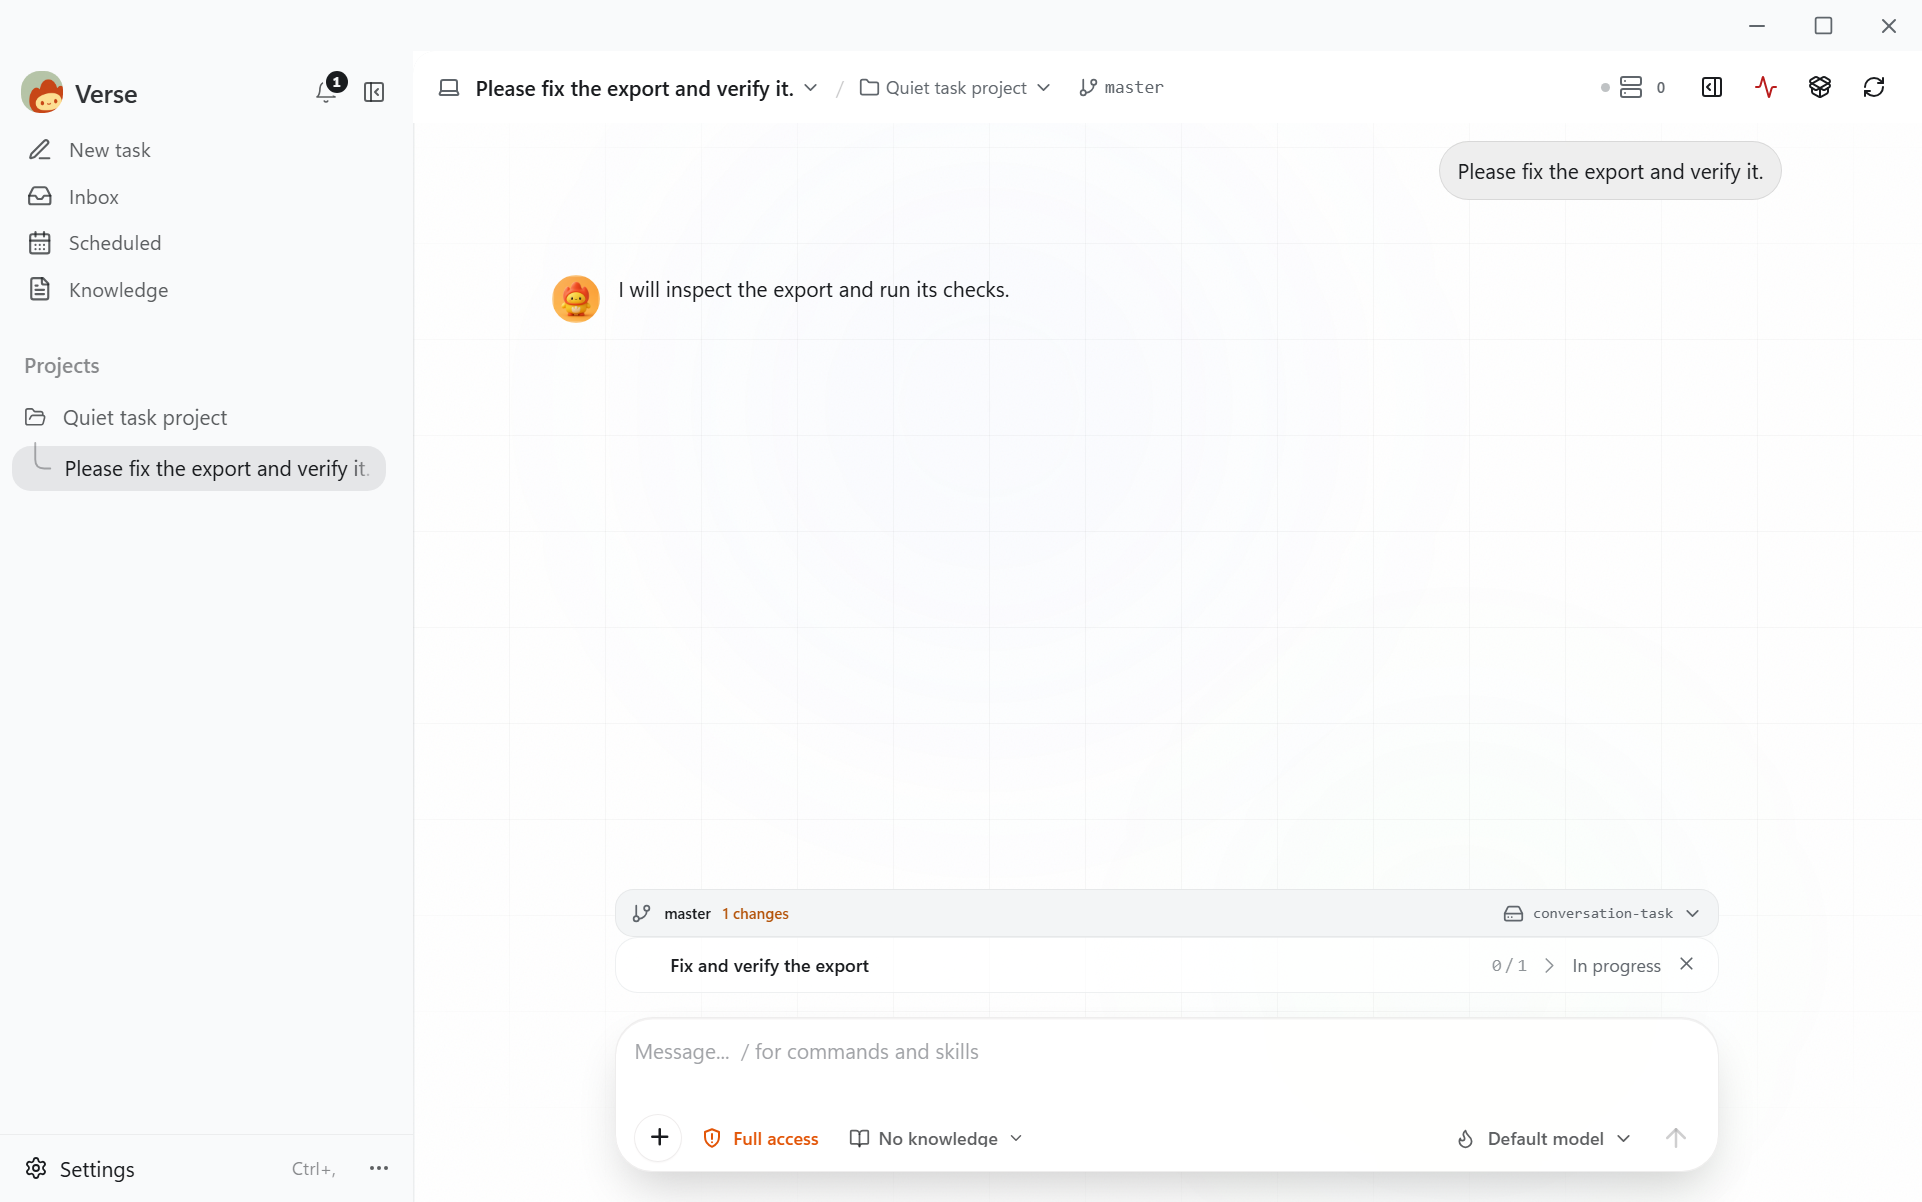 Verse
1
New task
Inbox
Scheduled
Knowledge
Projects
Quiet task project
Please fix the export and verify it.
Settings
Ctrl+,
Please fix the export and verify it.
/
Quiet task project
master
0
Please fix the export and verify it.
I will inspect the export and run its checks.
master 1 changes
conversation-task
Fix and verify the export
0/1
In progress
Message... / for commands and skills
Full access
No knowledge
Default model